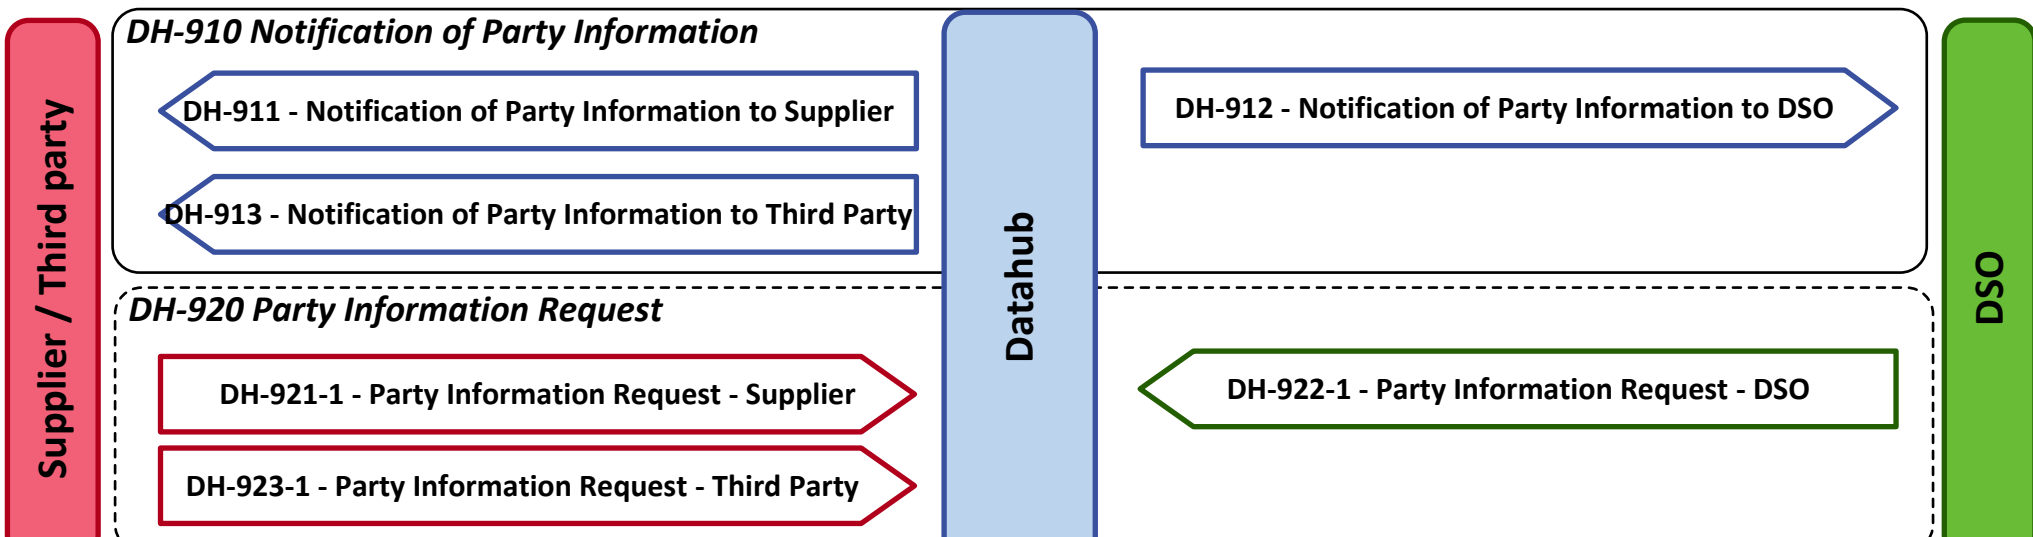 DH-910 Notification of Party Information
DH-911 - Notification of Party Information to Supplier
DH-912 - Notification of Party Information to DSO
DH-913 - Notification of Party Information to Third Party
Supplier / Third party
Datahub
DSO
DH-920 Party Information Request
DH-921-1 - Party Information Request - Supplier
DH-922-1 - Party Information Request - DSO
DH-923-1 - Party Information Request - Third Party